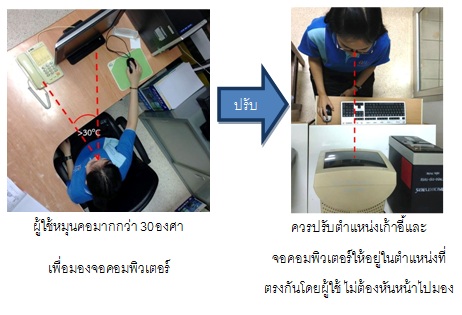 >30°C
ปรับ
ผู้ใช้หมุนคอมากกว่า 30องศา
เพื่อมองจอคอมพิวเตอร์
ควรปรับตำแหน่งเก้าอี้และ
จอคอมพิวเตอร์ให้อยู่ในตำแหน่งที่
ตรงกันโดยผู้ใช้ ไม่ต้องหันหน้าไปมอง